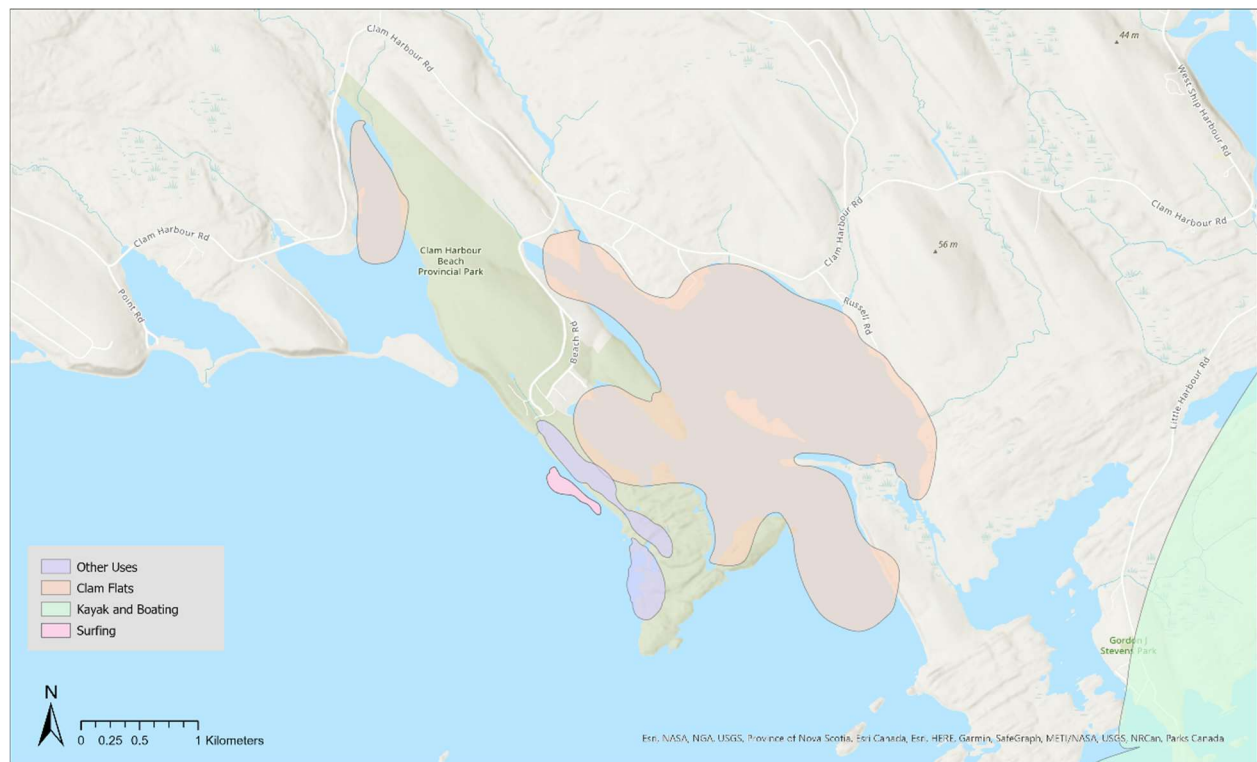 Clam Harbour Rd
44 m
West Ship Harbour Rd
Clam Harbour Rd
Clam Harbour Rd
Clam Harbour Rd
56 m
Clam Harbour
Beach
Provincial Park
Point Rd
Russell Rd
Beach Rd
Little Harbour Rd
Other Uses
Clam Flats
Kayak and Boating
Surfing
Gordon J
Stevens Park
N
0 0.25 0.5 1 Kilometers
Esri, NASA, NGA, USGS, Province of Nova Scotia, Esri Canada, Esri, HERE, Garmin, SafeGraph, METI/NASA, USGS, NRCan, Parks Canada